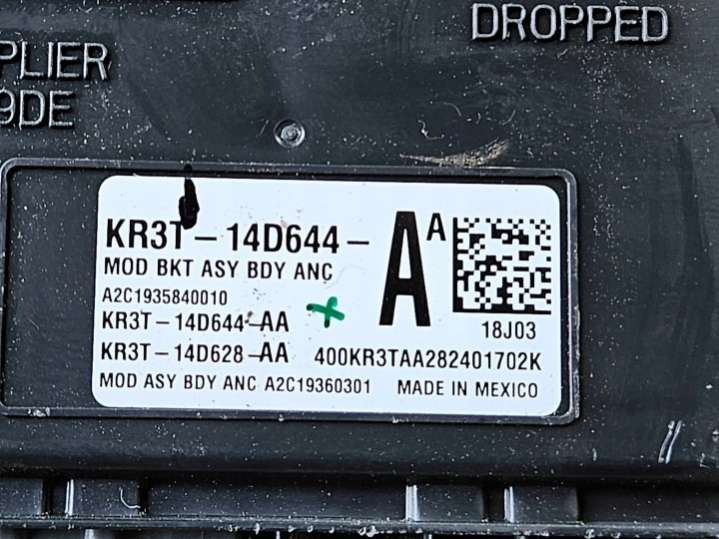 DROPPED
PLIER
9DE
KR3T-14D644-
AA
MOD BKT ASY BDY ANC
A2C1935840010
KR3T-14D644-AA
18J03
KR3T-14D628-AA 400KR3TAA282401702K
MOD ASY BDY ANC A2C19360301 MADE IN MEXICO